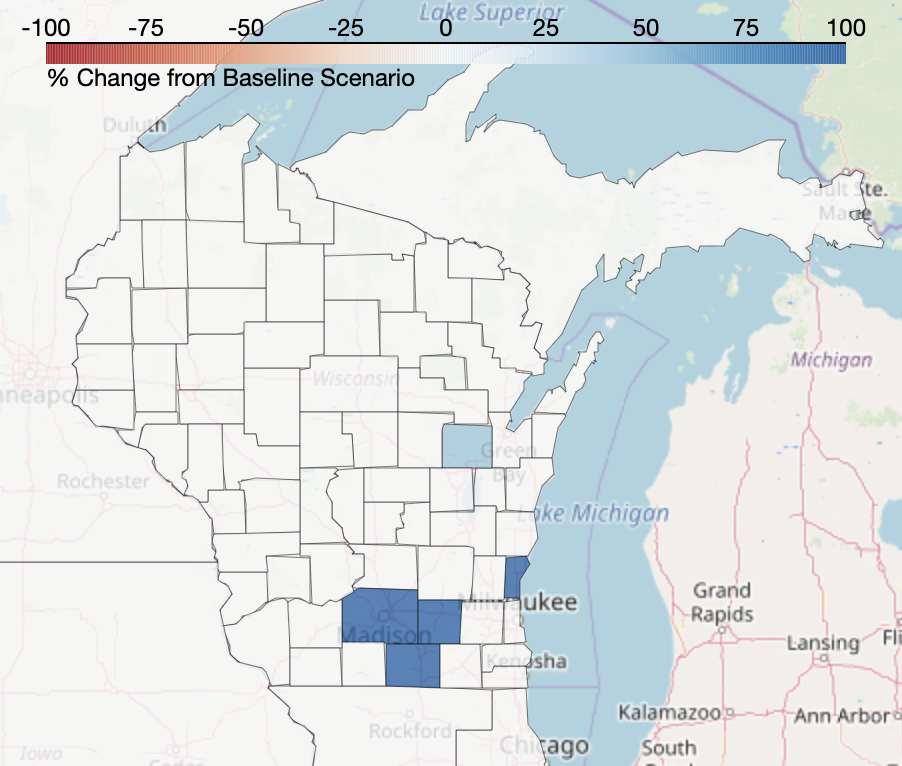 Lake Superior
-100 -75 -50 -25 0 25 50 75 100
% Change from Baseline Scenario
Duluth
Sault Ste.
Marie
Michigan
Wisconsin
neapolis
Green
Bay
Rochester
Lake Michigan
Grand
Rapids
Milwaukee
Madison
Fli
Lansing
Kenosha
Kalamazoo
Ann Arbor
Rockford
Chicago
South
Iowa